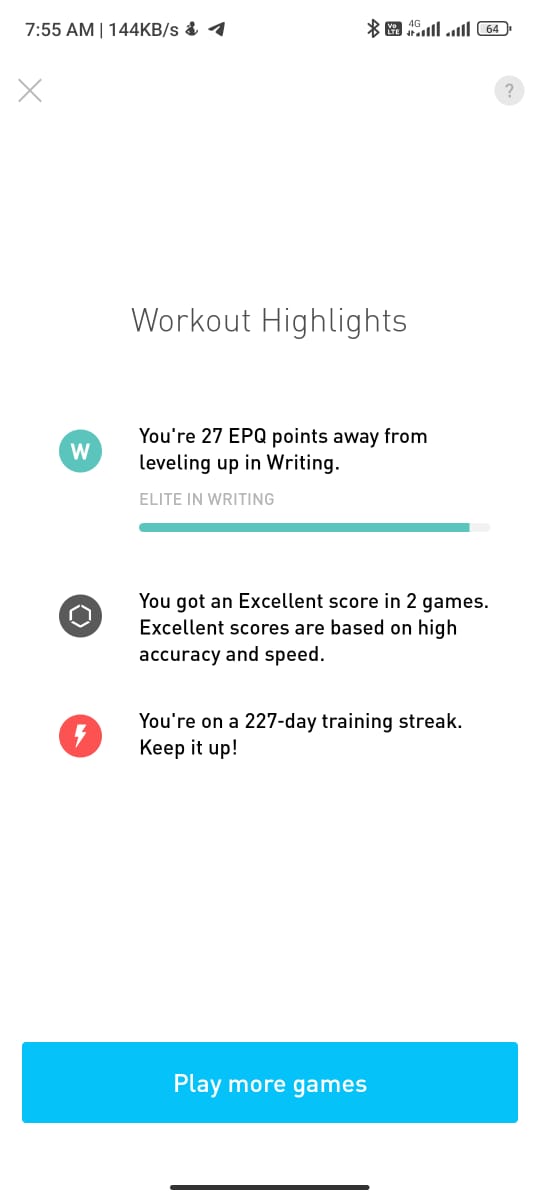 7:55 AM | 144KB/s
Vo LTE 4G 64
?
Workout Highlights
W
You're 27 EPQ points away from
leveling up in Writing.
ELITE IN WRITING
You got an Excellent score in 2 games.
Excellent scores are based on high
accuracy and speed.
You're on a 227-day training streak.
Keep it up!
Play more games